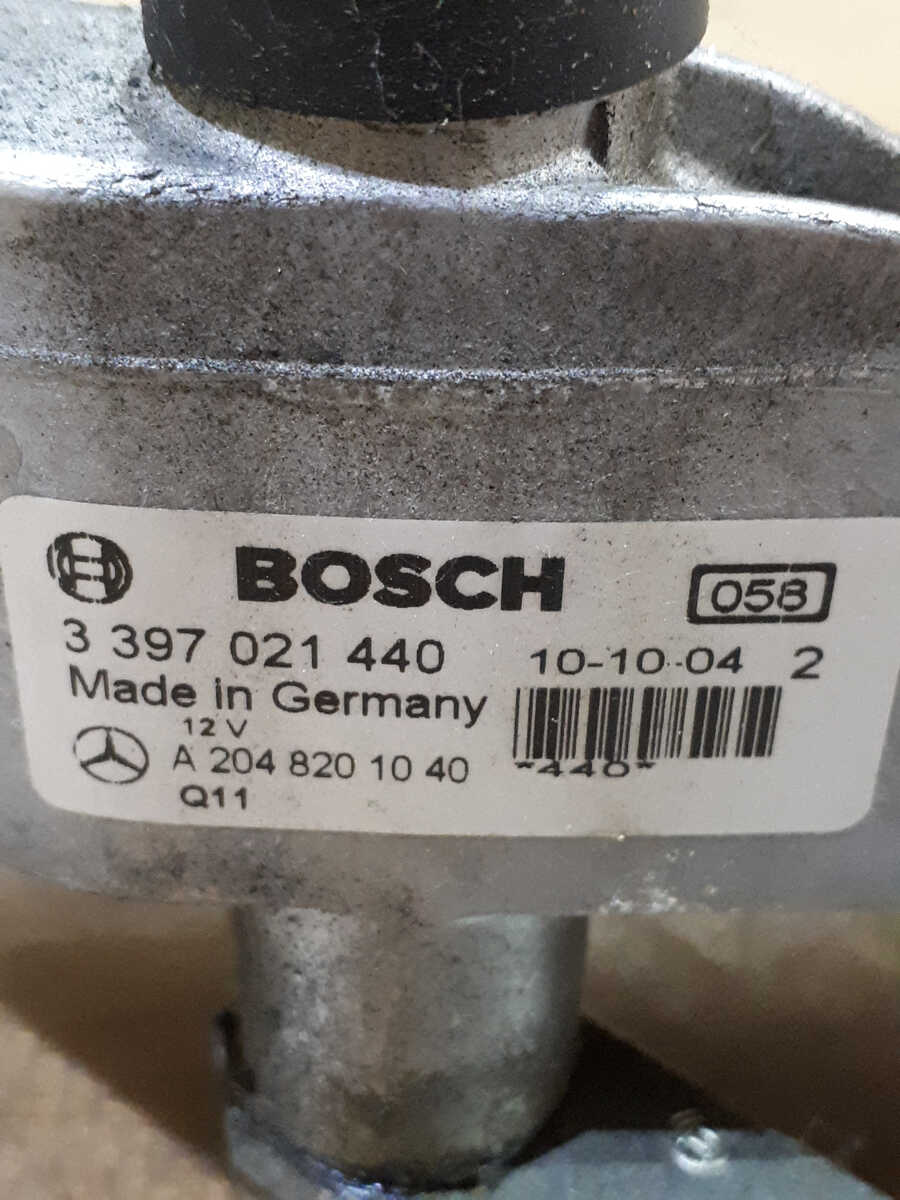 BOSCH 058
3 397 021 440 10-10-04 2
Made in Germany
12 V
A 204 820 10 40 *440*
Q11